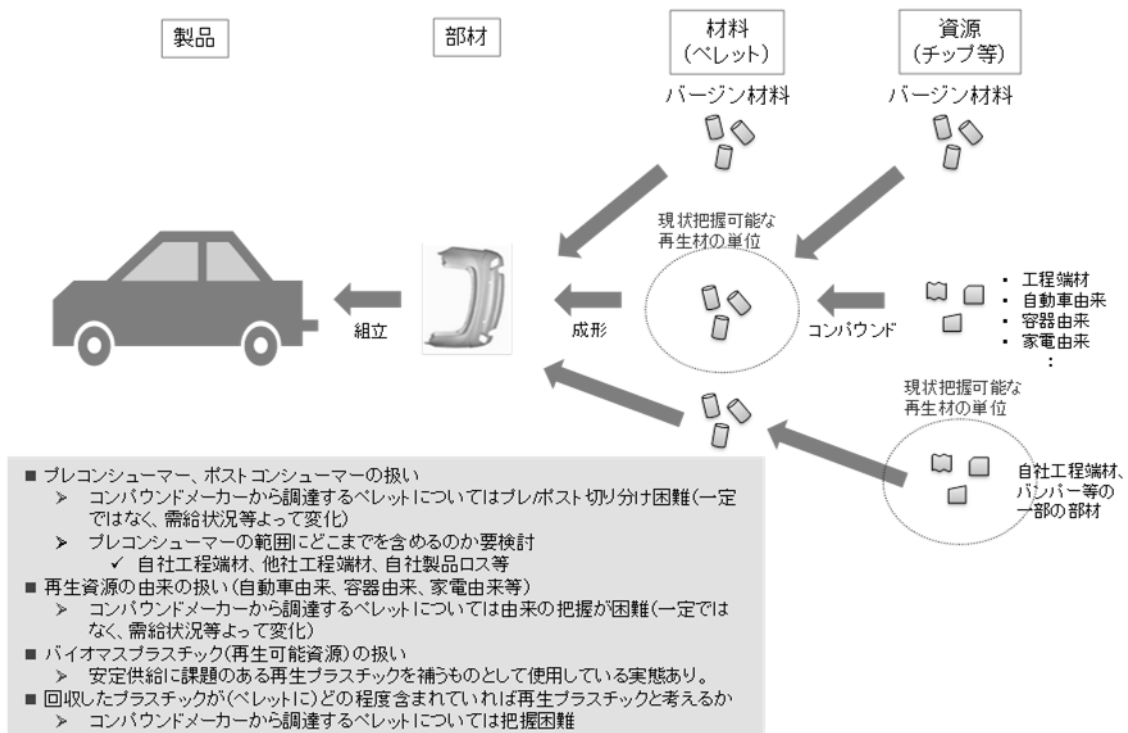 製品
部材
材料
(ペレット)
資源
(チップ等)
バージン材料
バージン材料
現状把握可能な
再生材の単位
組立
成形
コンパウンド
・ 工程端材
・ 自動車由来
・ 容器由来
・ 家電由来
：
現状把握可能な
再生材の単位
自社工程端材、
バンパー等の
一部の部材
■ プレコンシューマー、ポストコンシューマーの扱い
➢ コンパウンドメーカーから調達するペレットについてはプレ/ポスト切り分け困難(一定
ではなく、需給状況等よって変化)
➢ プレコンシューマーの範囲にどこまでを含めるのか要検討
✓ 自社工程端材、他社工程端材、自社製品ロス等
■ 再生資源の由来の扱い(自動車由来、容器由来、家電由来等)
➢ コンパウンドメーカーから調達するペレットについては由来の把握が困難(一定では
なく、需給状況等よって変化)
■ バイオマスプラスチック(再生可能資源)の扱い
➢ 安定供給に課題のある再生プラスチックを補うものとして使用している実態あり。
■ 回収したプラスチックが(ペレットに)どの程度含まれていれば再生プラスチックと考えるか
➢ コンパウンドメーカーから調達するペレットについては把握困難